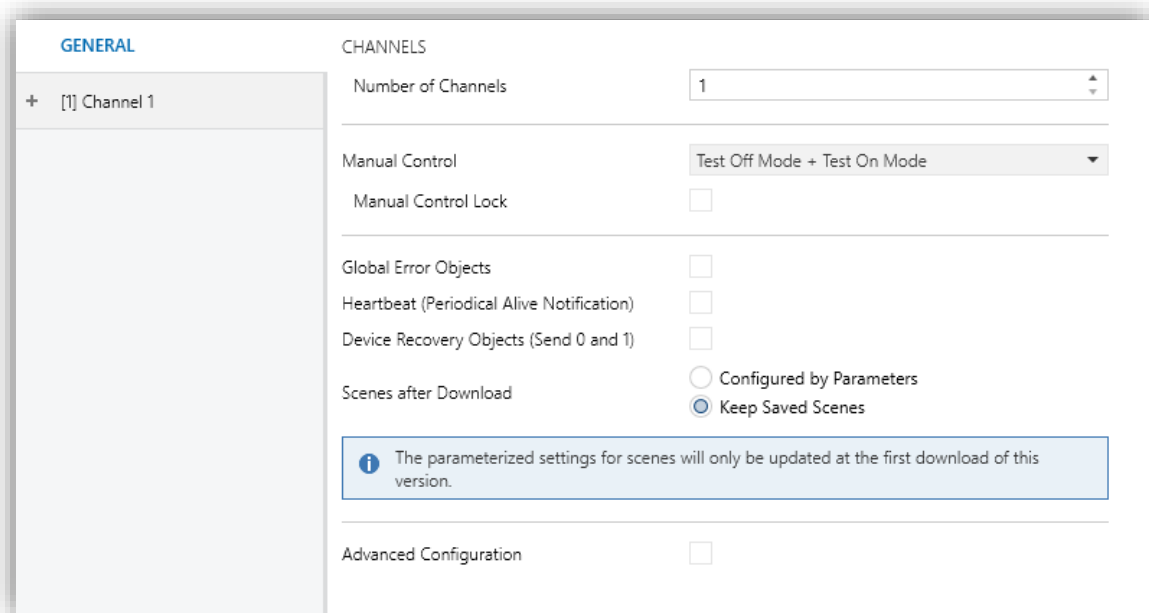 GENERAL
+ [1] Channel 1
CHANNELS
Number of Channels 1
Manual Control Test Off Mode + Test On Mode
Manual Control Lock
Global Error Objects
Heartbeat (Periodical Alive Notification)
Device Recovery Objects (Send 0 and 1)
Scenes after Download
Configured by Parameters
Keep Saved Scenes
The parameterized settings for scenes will only be updated at the first download of this
version.
Advanced Configuration